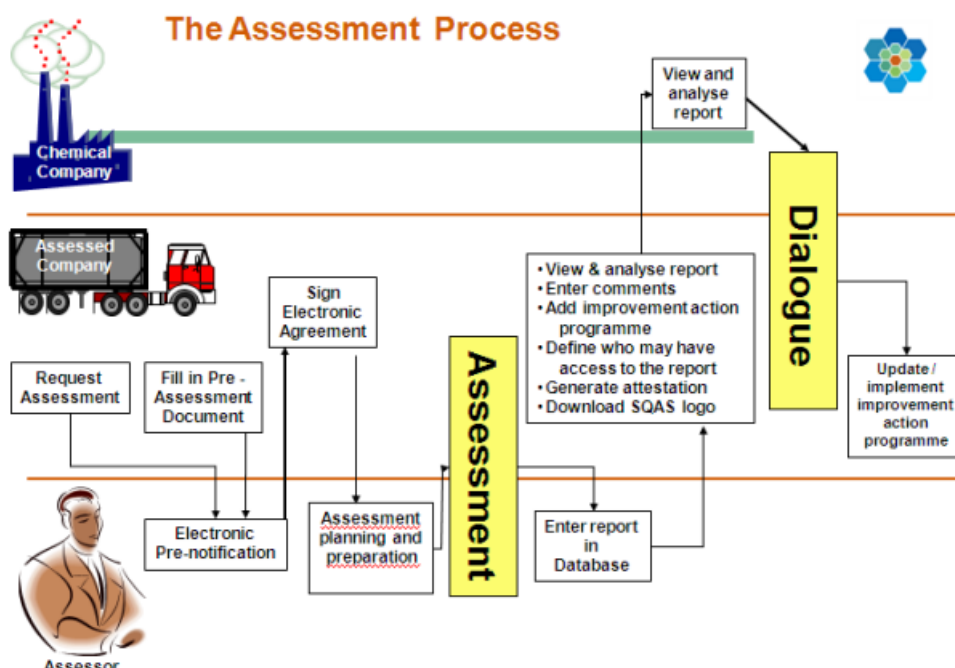 The Assessment Process
View and
analyse
report
Chemical
Company
Dialogue
Assessed
Company
Sign
Electronic
Agreement
• View & analyse report
• Enter comments
• Add improvement action
programme
• Define who may have
access to the report
• Generate attestation
• Download SQAS logo
Assessment
Request
Assessment
Fill in Pre -
Assessment
Document
Update /
implement
improvement
action
programme
Electronic
Pre-notification
Assessment
planning and
preparation
Enter report
in
Database
Assessor